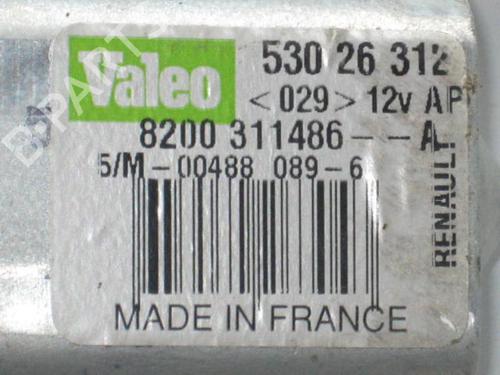 Valeo
530 26 312
<029> 12v AP
8200 311486--A
5/M-00488 089-6
RENAULT
MADE IN FRANCE